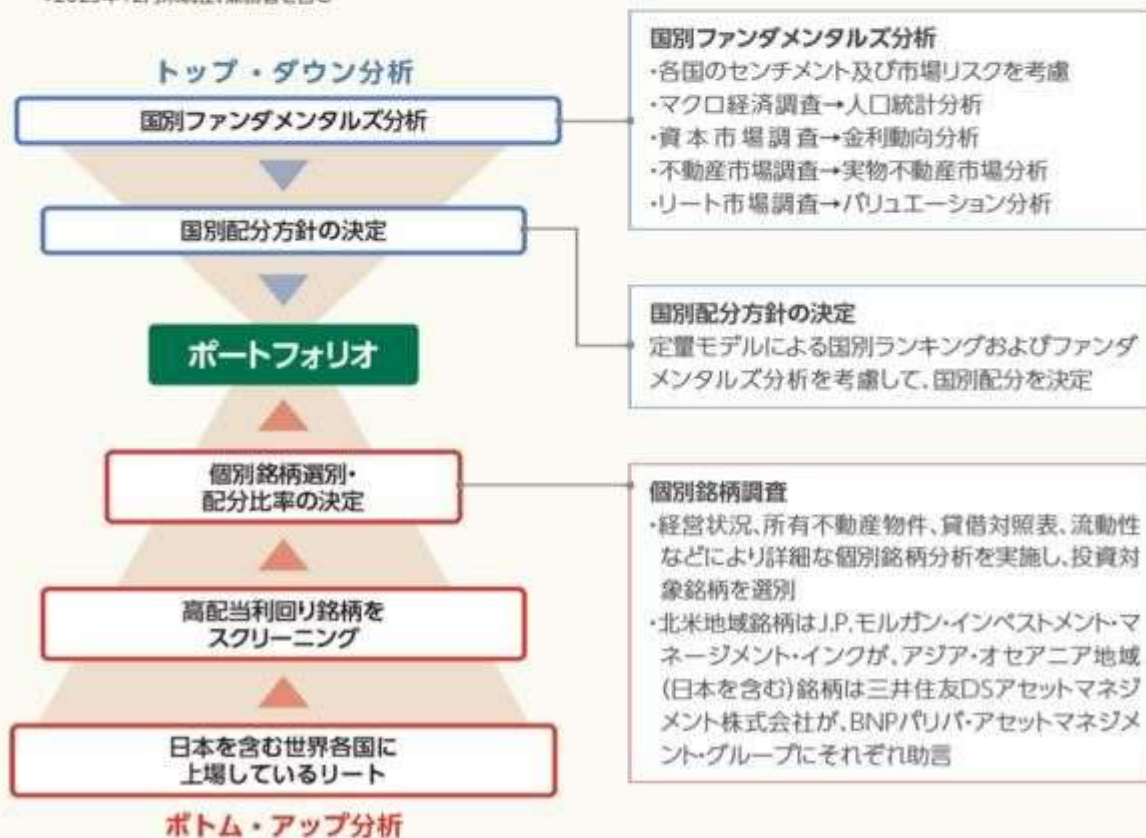 トップ・ダウン分析
国別ファンダメンタルズ分析
国別配分方針の決定
ポートフォリオ
個別銘柄選別・
配分比率の決定
高配当利回り銘柄を
スクリーニング
日本を含む世界各国に
上場しているリート
ボトム・アップ分析
国別ファンダメンタルズ分析
・各国のセンチメント及び市場リスクを考慮
・マクロ経済調査→人口統計分析
・資本市場調査→金利動向分析
・不動産市場調査→実物不動産市場分析
・リート市場調査→バリュエーション分析
国別配分方針の決定
定量モデルによる国別ランキングおよびファンダ
メンタルズ分析を考慮して、国別配分を決定
個別銘柄調査
・経営状況、所有不動産物件、貸借対照表、流動性
などにより詳細な個別銘柄分析を実施し、投資対
象銘柄を選別
・北米地域銘柄はJ.P.モルガン・インベストメント・マ
ネージメント・インクが、アジア・オセアニア地域
(日本を含む)銘柄は三井住友DSアセットマネジ
メント株式会社が、BNPパリバ・アセットマネジメ
ント・グループにそれぞれ助言